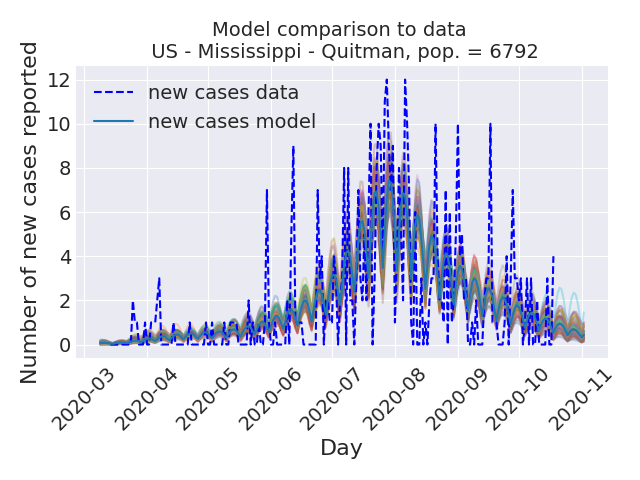 Model comparison to data
US - Mississippi - Quitman, pop. = 6792
Number of new cases reported
12
10
8
6
4
2
0
new cases data
new cases model
2020-03
2020-04
2020-05
2020-06
2020-07
2020-08
2020-09
2020-10
2020-11
Day